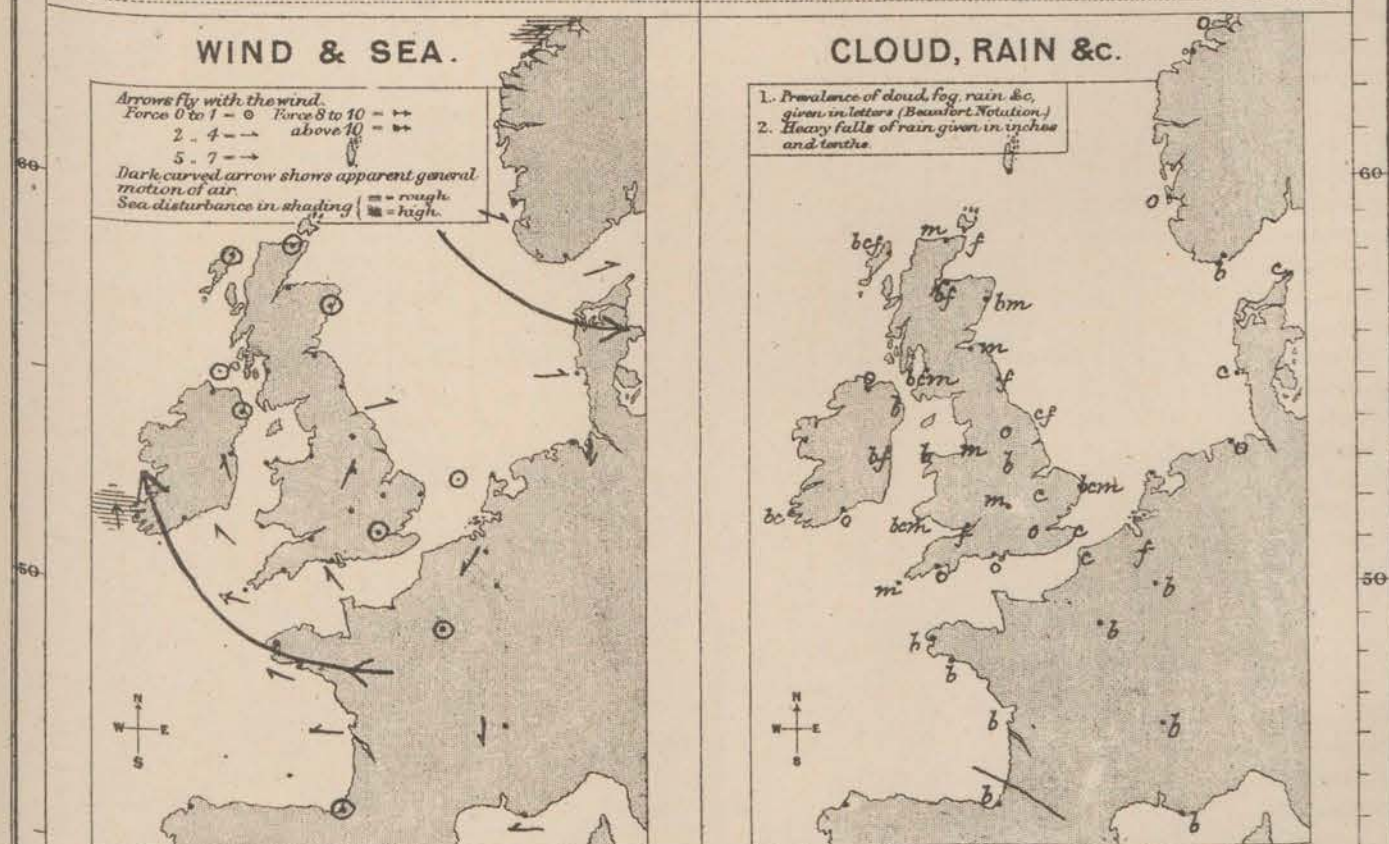 WIND & SEA.
Arrows fly with the wind.
Force 0 to 1 = ⊙ Force 8 to 10 =
2 „ 4 = above 10 =
5 „ 7 =
Dark curved arrow shows apparent general
motion of air.
Sea disturbance in shading { = rough.
= high.
60
50
N
W E
S
CLOUD, RAIN &c.
1. Prevalence of cloud, fog, rain &c,
given in letters (Beaufort Notation.)
2. Heavy falls of rain given in inches
and tenths.
60
50
o
o
m
f
bcf
b
c
bf
bm
m
c
o
bcm
f
b
cf
o
bf
b
m
b
o
c
bcm
bc
o
m
bcm
f
o
c
m
o
o
c
f
b
b
b
b
b
b
b
b
N
W E
S